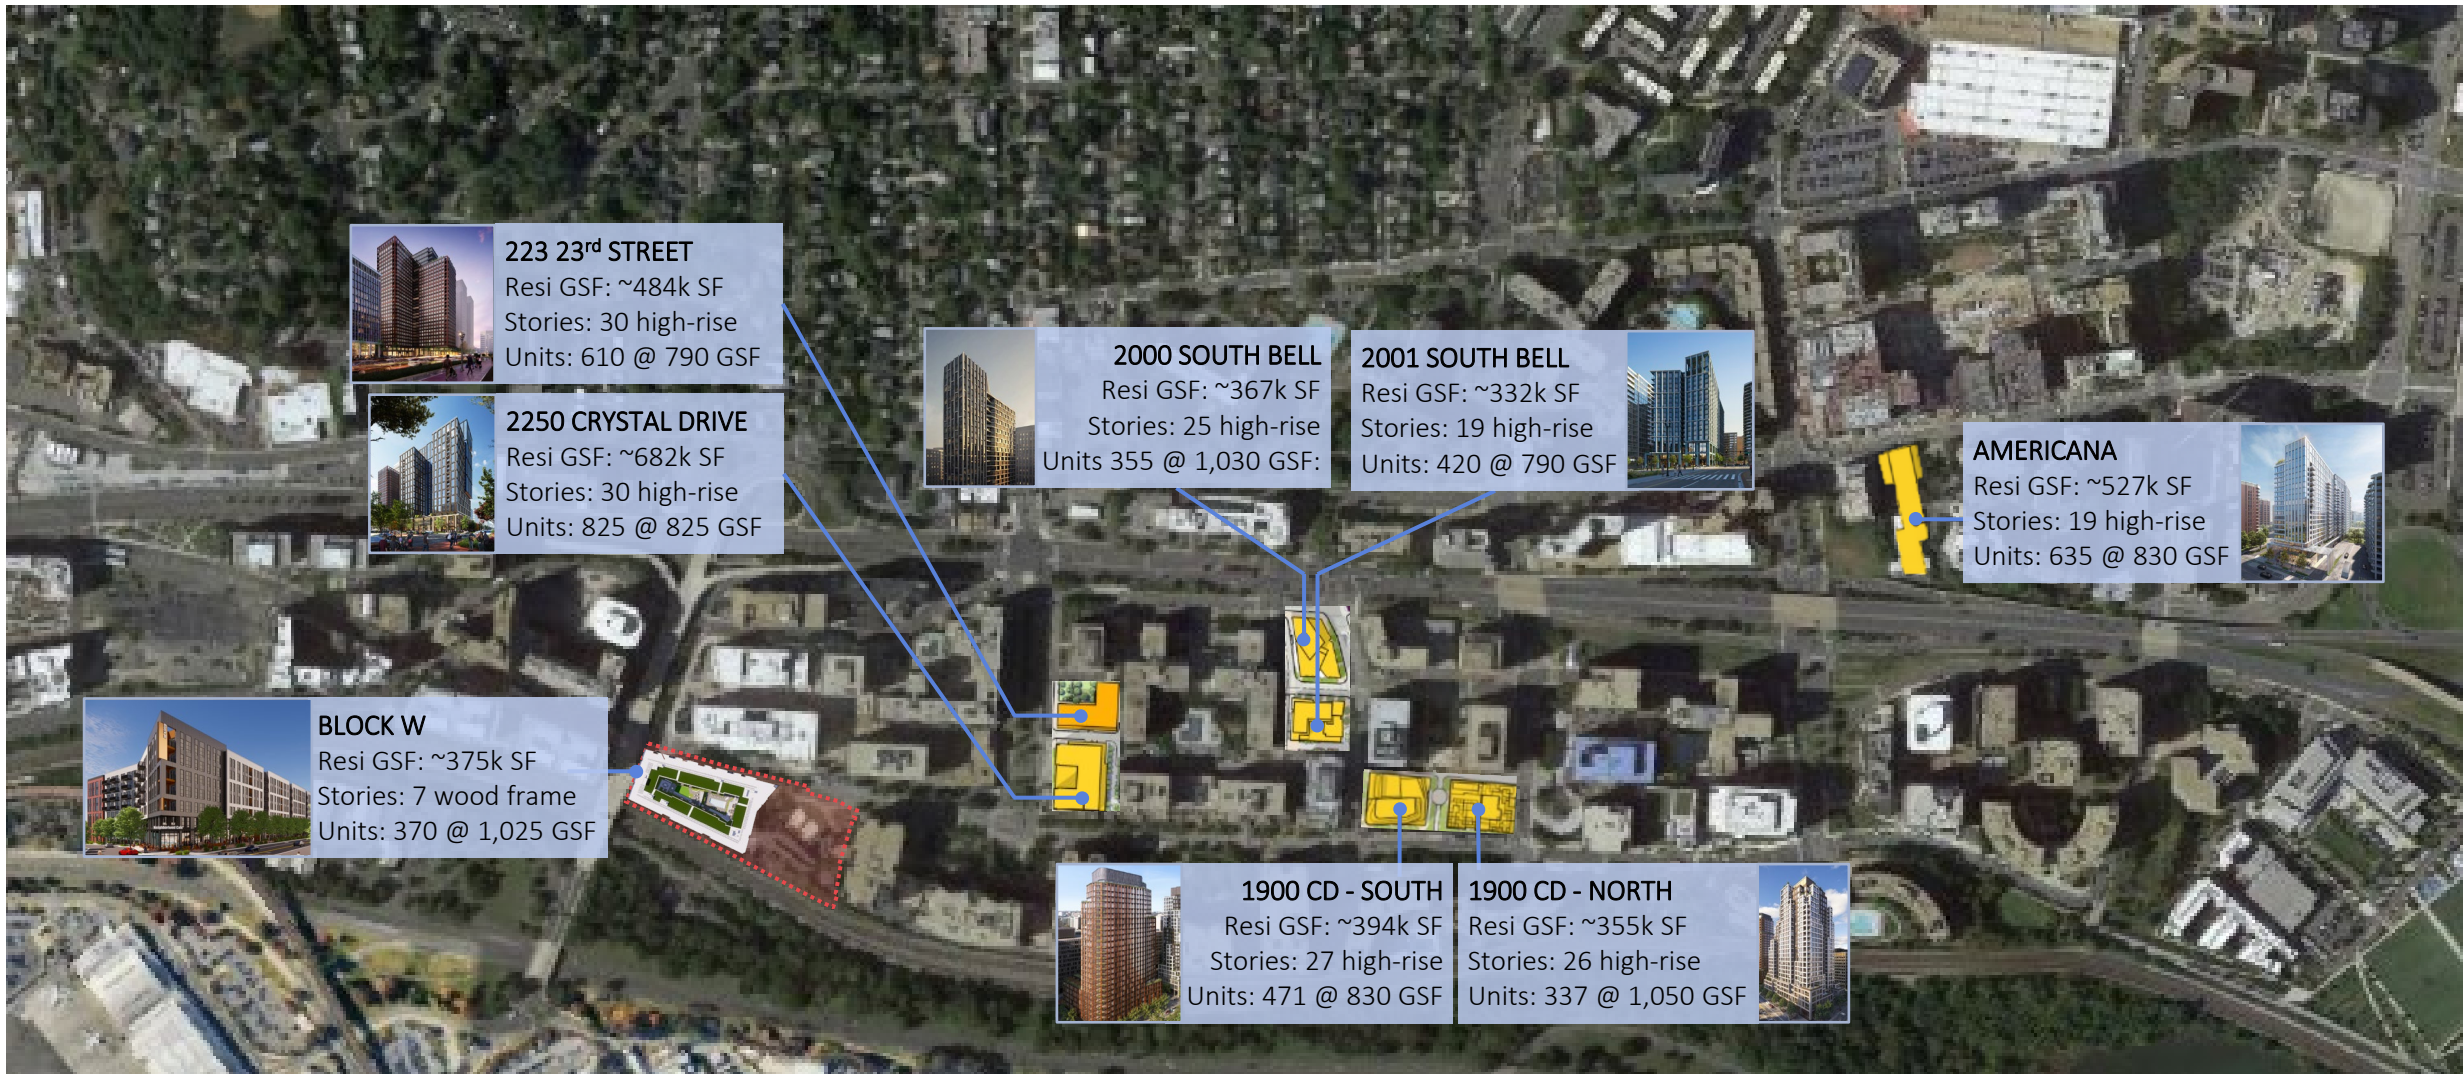 223 23rd STREET
Resi GSF: ~484k SF
Stories: 30 high-rise
Units: 610 @ 790 GSF
2250 CRYSTAL DRIVE
Resi GSF: ~682k SF
Stories: 30 high-rise
Units: 825 @ 825 GSF
2000 SOUTH BELL
Resi GSF: ~367k SF
Stories: 25 high-rise
Units 355 @ 1,030 GSF:
2001 SOUTH BELL
Resi GSF: ~332k SF
Stories: 19 high-rise
Units: 420 @ 790 GSF
AMERICANA
Resi GSF: ~527k SF
Stories: 19 high-rise
Units: 635 @ 830 GSF
BLOCK W
Resi GSF: ~375k SF
Stories: 7 wood frame
Units: 370 @ 1,025 GSF
1900 CD - SOUTH
Resi GSF: ~394k SF
Stories: 27 high-rise
Units: 471 @ 830 GSF
1900 CD - NORTH
Resi GSF: ~355k SF
Stories: 26 high-rise
Units: 337 @ 1,050 GSF